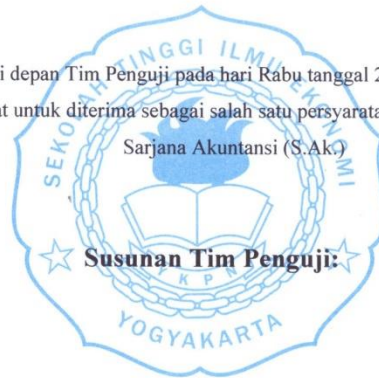 SEKOLAH TINGGI ILMU EKONOMI
i depan Tim Penguji pada hari Rabu tanggal 2
at untuk diterima sebagai salah satu persyarata
Sarjana Akuntansi (S.Ak.)
Susunan Tim Penguji:
YKPN
YOGYAKARTA